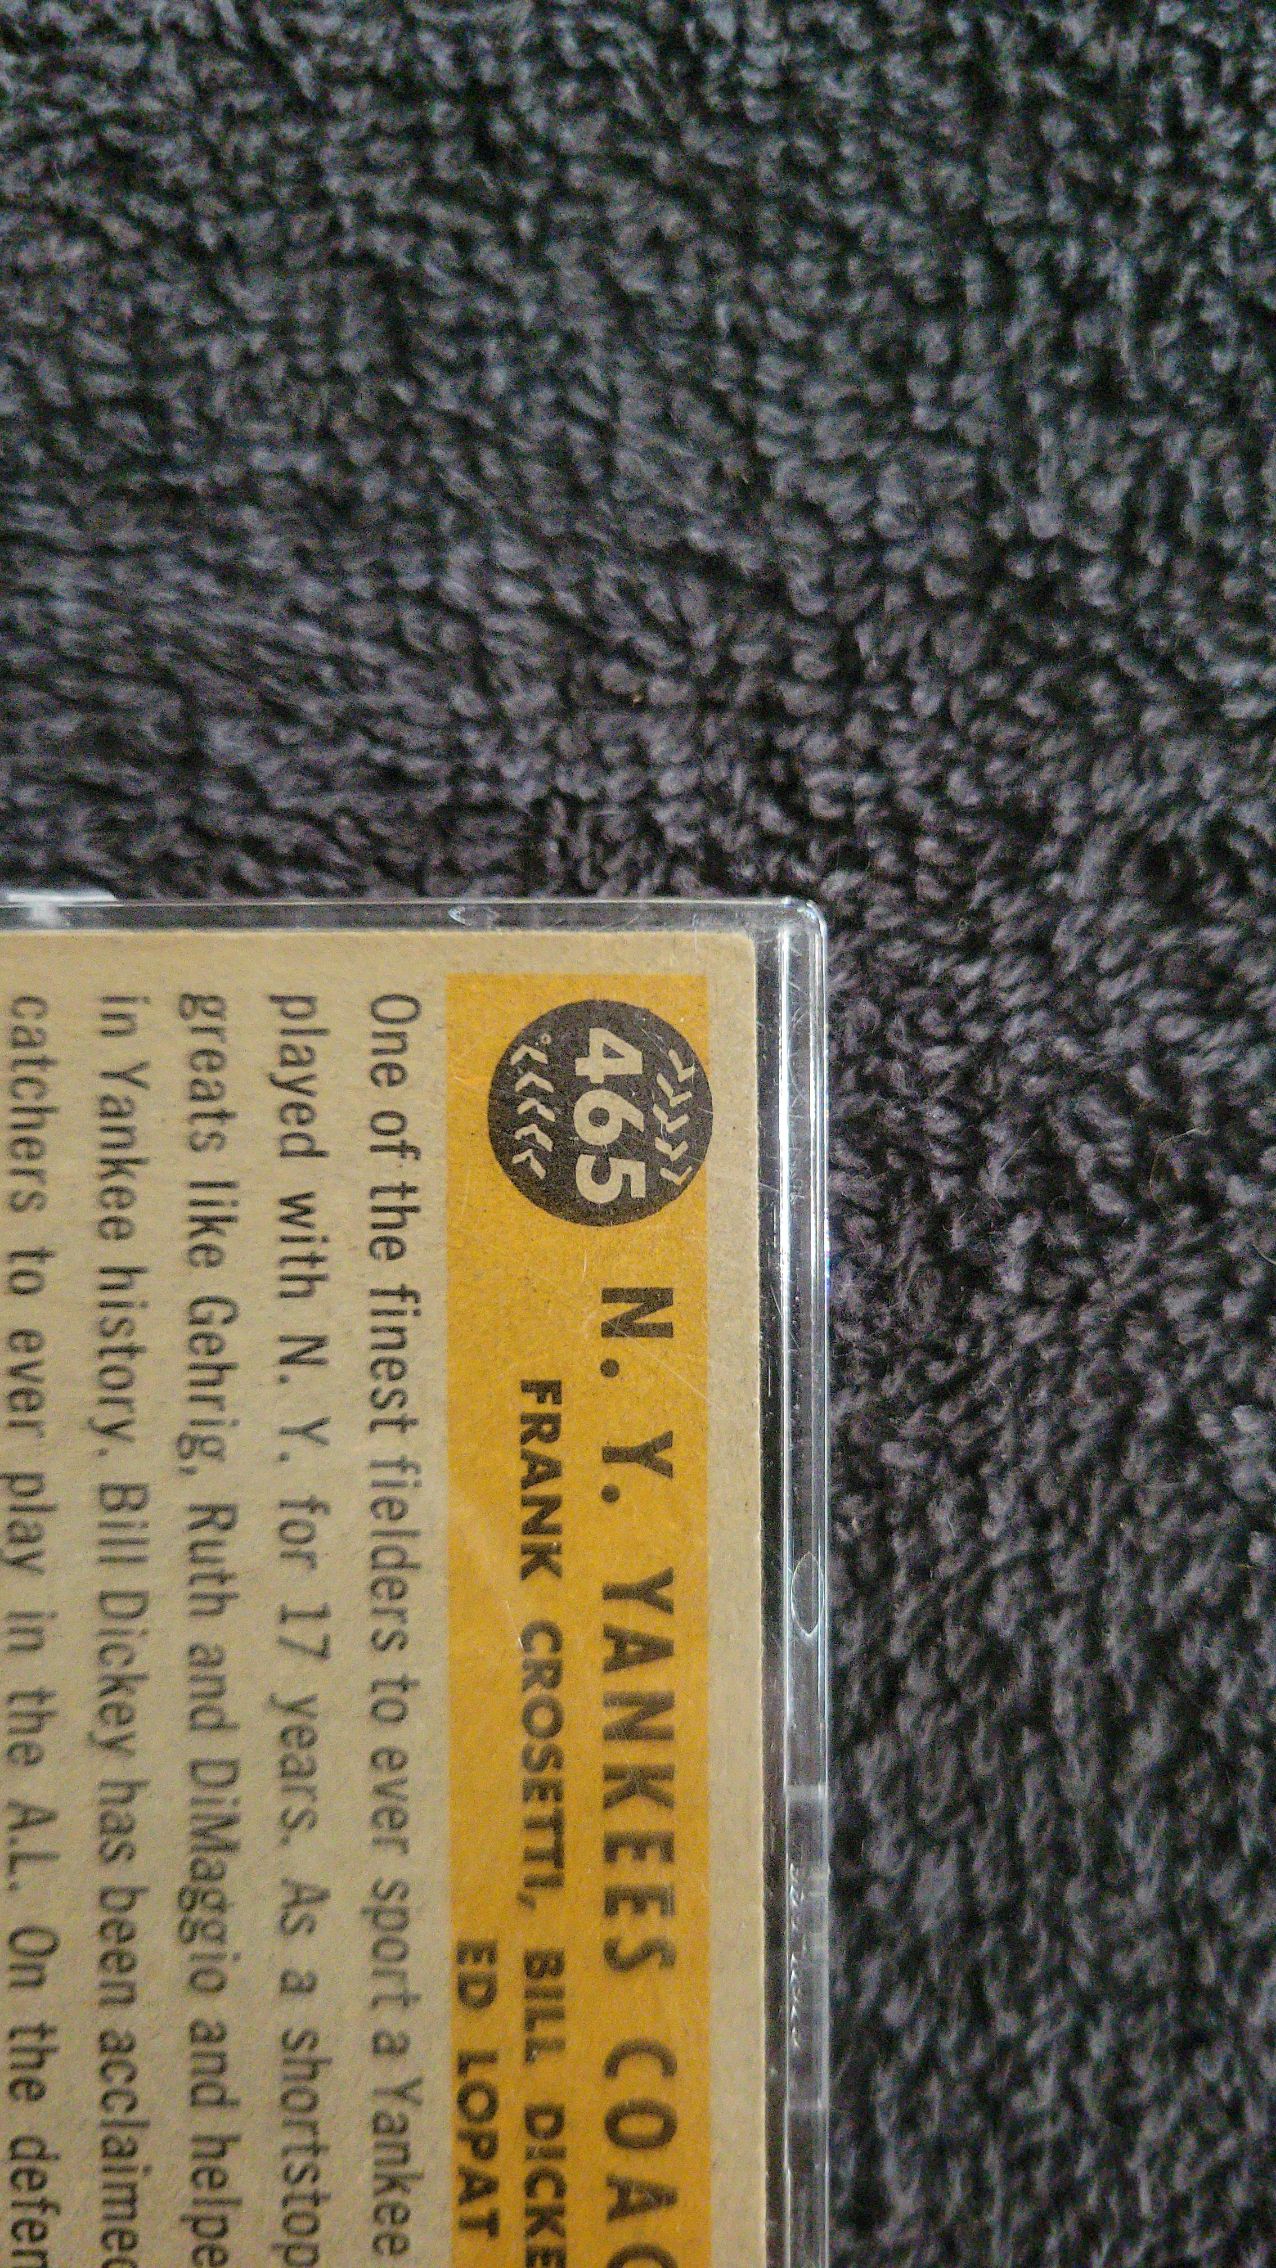 465
N. Y. YANKEES COAC
FRANK CROSETTI, BILL DICKE
ED LOPAT
One of the finest fielders to ever sport a Yankee
played with N. Y. for 17 years. As a shortstop
greats like Gehrig, Ruth and DiMaggio and helpe
in Yankee history. Bill Dickey has been acclaimed
catchers to ever play in the A.L. On the defen